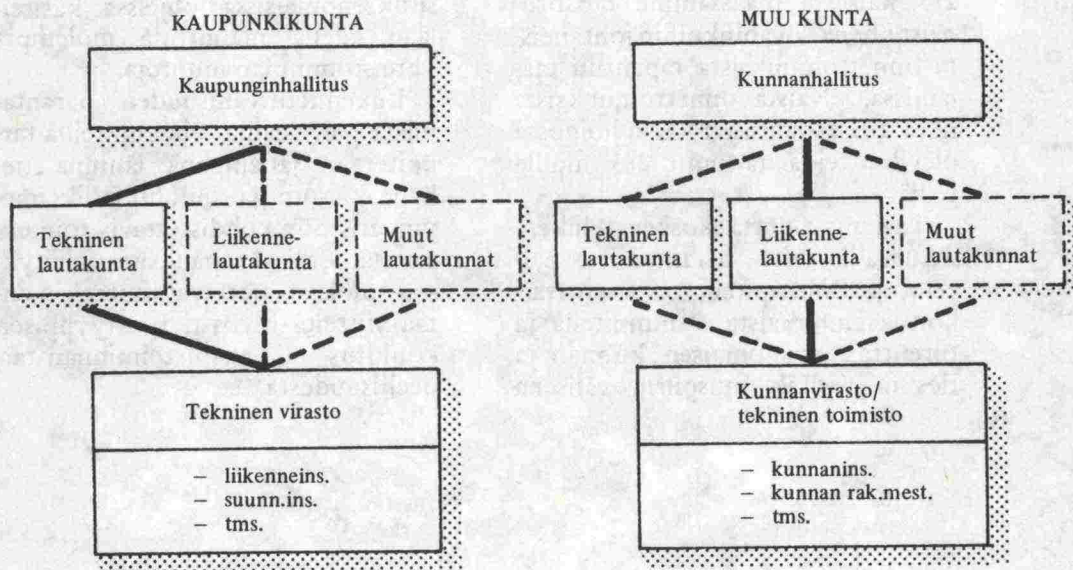 KAUPUNKIKUNTA
Kaupunginhallitus
Tekninen
lautakunta
Liikenne-
lautakunta
Muut
lautakunnat
Tekninen virasto
– liikenneins.
– suunn.ins.
– tms.
MUU KUNTA
Kunnanhallitus
Tekninen
lautakunta
Liikenne-
lautakunta
Muut
lautakunnat
Kunnanvirasto/
tekninen toimisto
– kunnanins.
– kunnan rak.mest.
– tms.